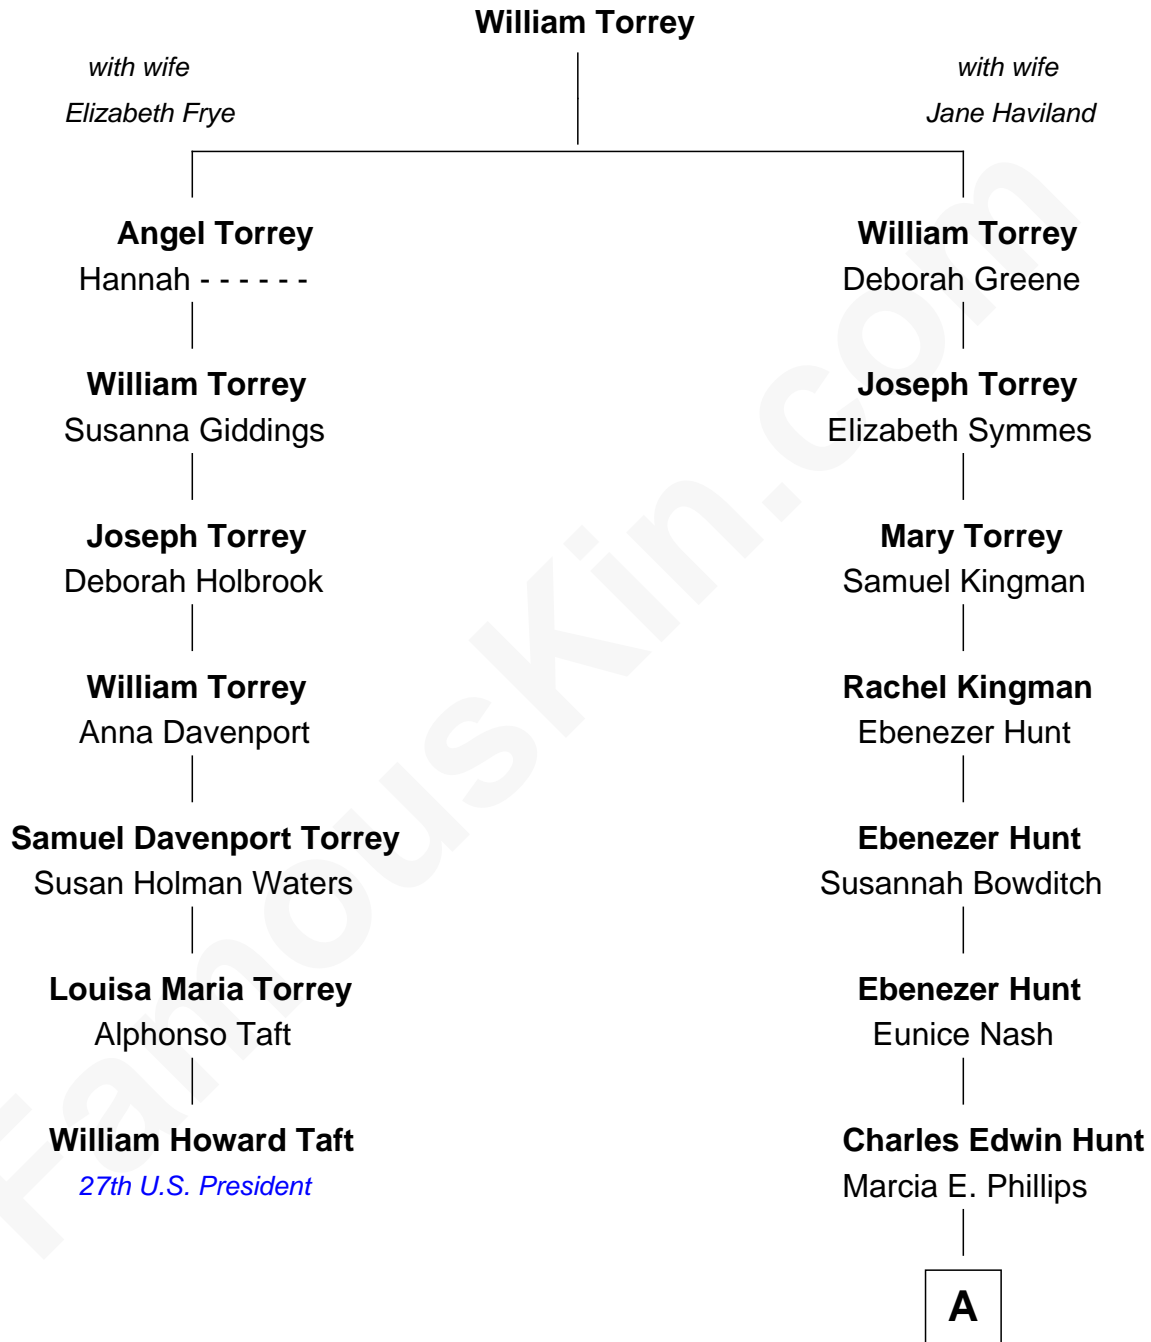 William Torrey
with wife
Elizabeth Frye
with wife
Jane Haviland
Angel Torrey
Hannah - - - - - -
William Torrey
Deborah Greene
William Torrey
Susanna Giddings
Joseph Torrey
Elizabeth Symmes
Joseph Torrey
Deborah Holbrook
Mary Torrey
Samuel Kingman
William Torrey
Anna Davenport
Rachel Kingman
Ebenezer Hunt
Samuel Davenport Torrey
Susan Holman Waters
Ebenezer Hunt
Susannah Bowditch
Louisa Maria Torrey
Alphonso Taft
Ebenezer Hunt
Eunice Nash
William Howard Taft
27th U.S. President
Charles Edwin Hunt
Marcia E. Phillips
A
FamousKin.com